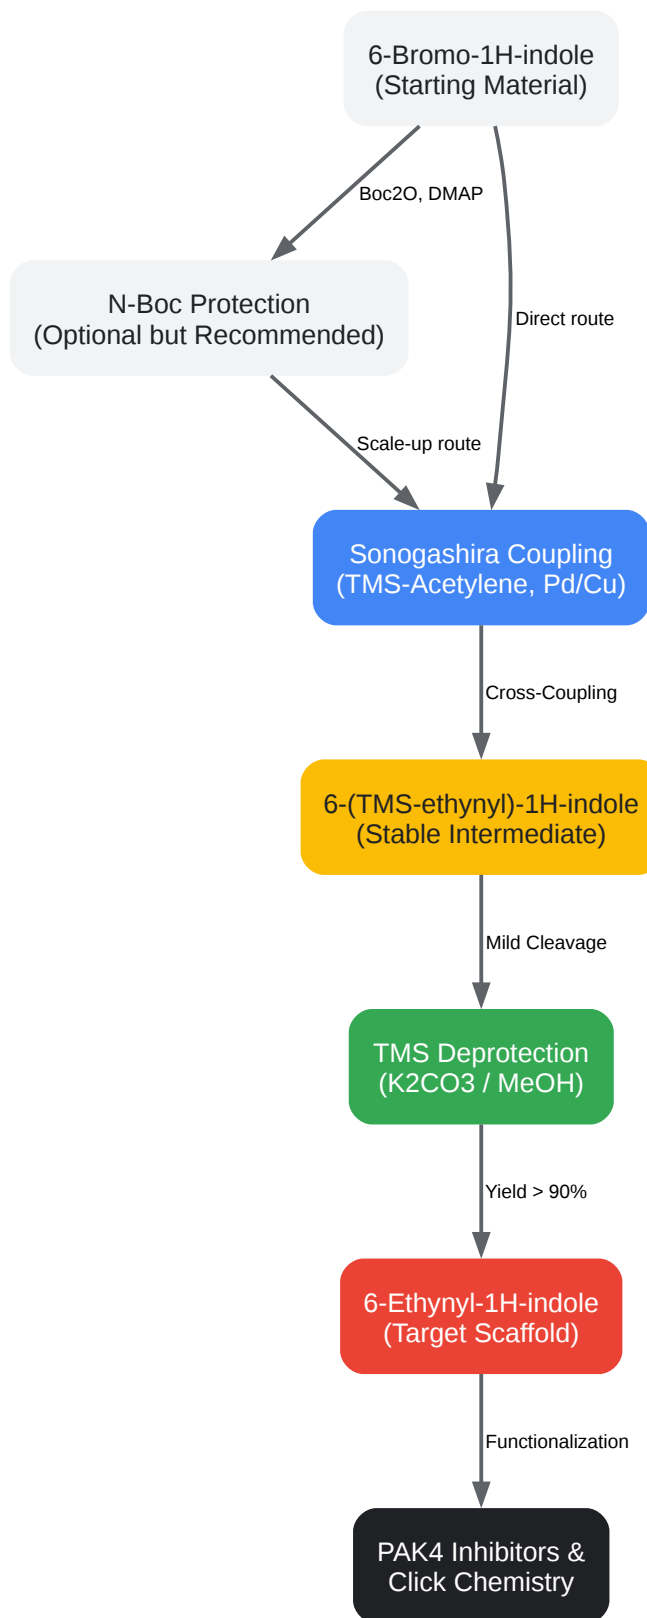 6-Bromo-1H-indole
(Starting Material)
Boc2O, DMAP
N-Boc Protection
(Optional but Recommended)
Direct route
Scale-up route
Sonogashira Coupling
(TMS-Acetylene, Pd/Cu)
Cross-Coupling
6-(TMS-ethynyl)-1H-indole
(Stable Intermediate)
Mild Cleavage
TMS Deprotection
(K2CO3 / MeOH)
Yield > 90%
6-Ethynyl-1H-indole
(Target Scaffold)
Functionalization
PAK4 Inhibitors &
Click Chemistry